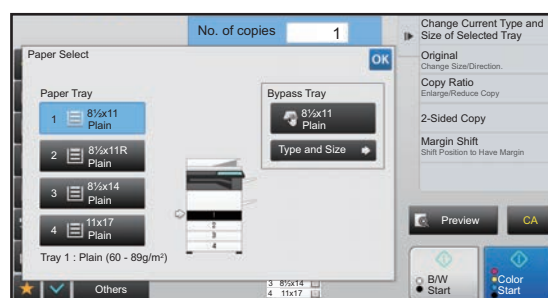 No. of copies 1
Paper Select
OK
Paper Tray
1 8½x11
Plain
2 8½x11R
Plain
3 8½x14
Plain
4 11x17
Plain
Tray 1 : Plain (60 - 89g/m²)
Bypass Tray
8½x11
Plain
Type and Size
1
2
3
4
Change Current Type and
Size of Selected Tray
Original
Change Size/Direction.
Copy Ratio
Enlarge/Reduce Copy
2-Sided Copy
Margin Shift
Shift Position to Have Margin
Preview
CA
B/W
Start
Color
Start
Others
3 8½x14
4 11x17